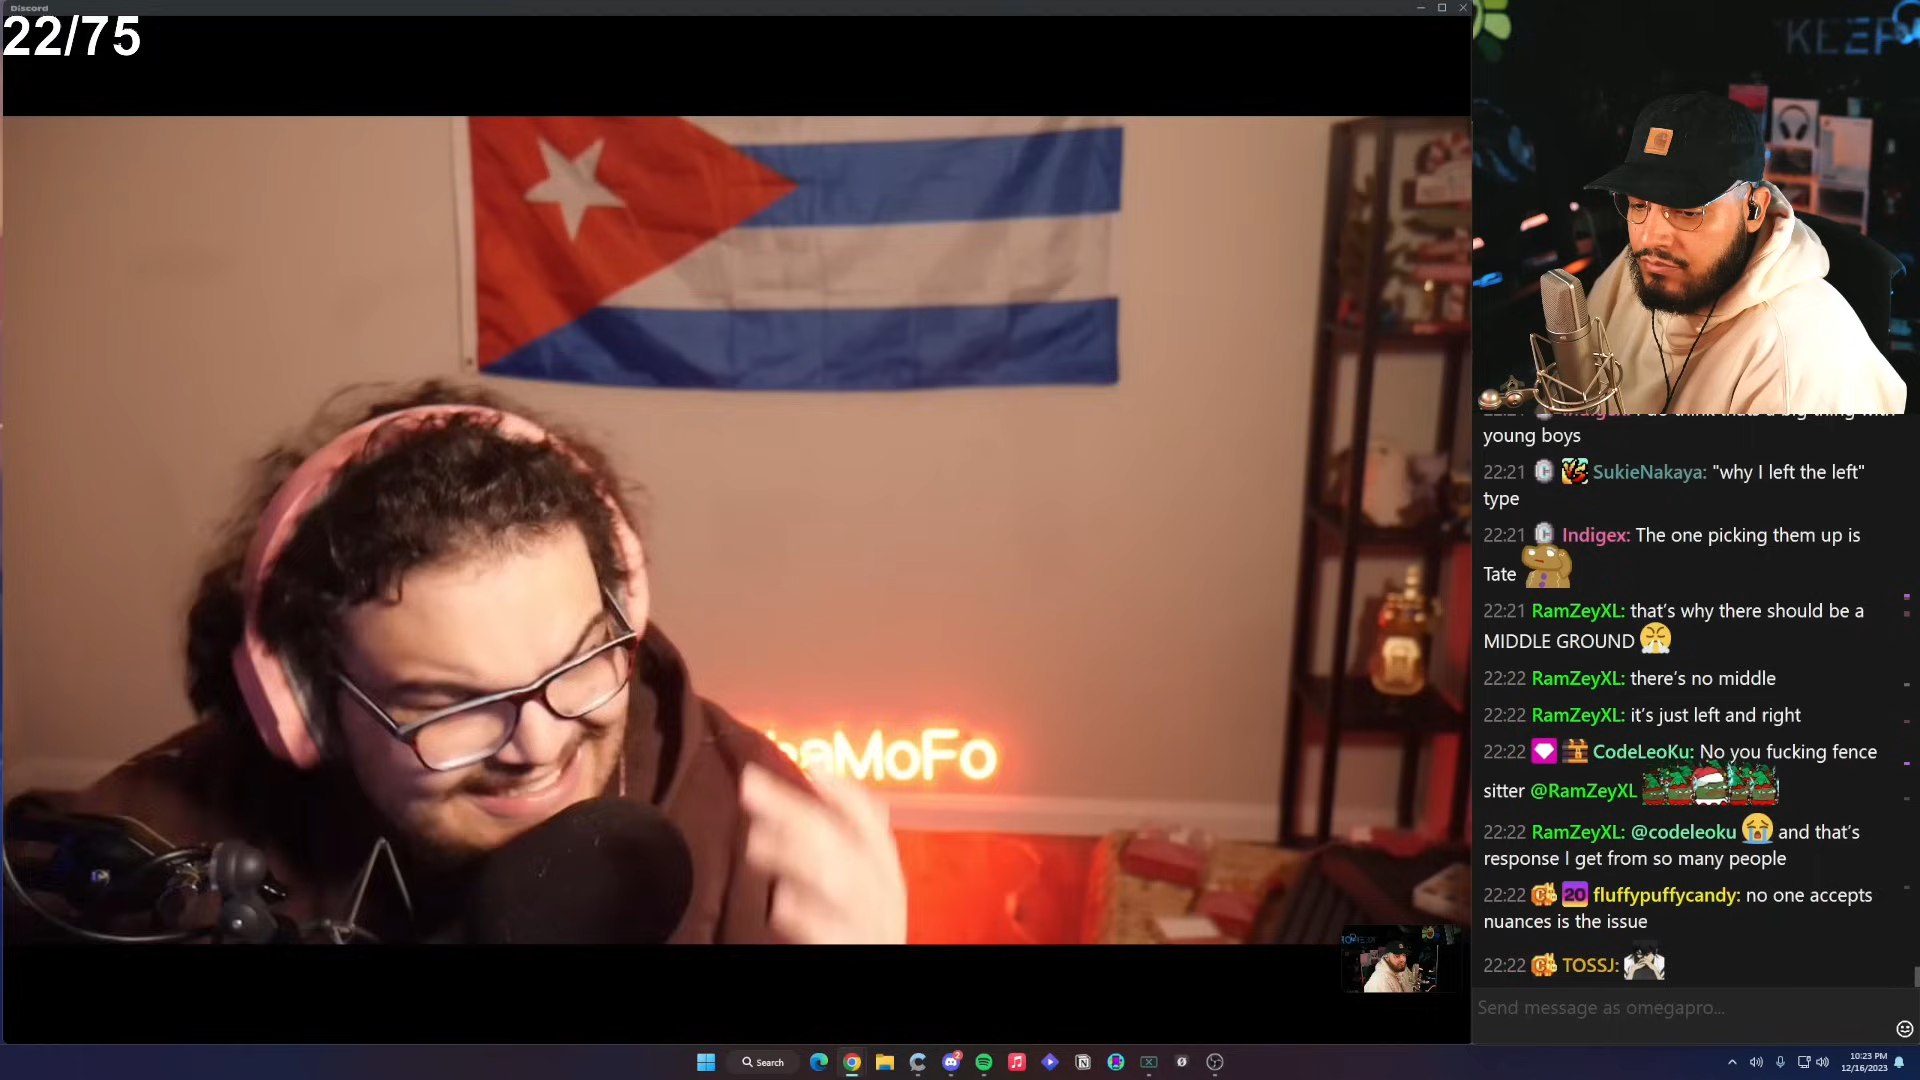 Discord
22/75
KEEP
aMoFo
young boys
22:21 SukieNakaya: "why I left the left"
type
22:21 Indigex: The one picking them up is
Tate
22:21 RamZeyXL: that's why there should be a
MIDDLE GROUND
22:22 RamZeyXL: there's no middle
22:22 RamZeyXL: it's just left and right
22:22 CodeLeoKu: No you fucking fence
sitter @RamZeyXL
22:22 RamZeyXL: @codeleoku and that's
response I get from so many people
22:22 20 fluffypuffycandy: no one accepts
nuances is the issue
22:22 TOSSJ:
Send message as omegapro...
Search
2
10:23 PM
12/16/2023